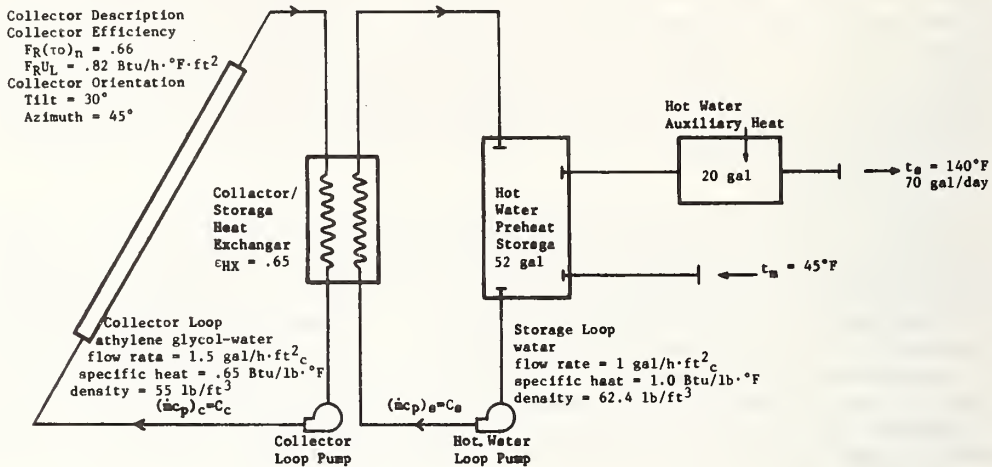 Collector Description
Collector Efficiency
FR(τα)n = .66
FRUL = .82 Btu/h·°F·ft2
Collector Orientation
Tilt = 30°
Azimuth = 45°
Collactor/
Storaga
Heat
Exchangar
εHX = .65
Hot
Water
Preheat
Storaga
52 gal
Hot Water
Auxiliary Heat
20 gal
ts = 140°F
70 gal/day
tm = 45°F
Collector Loop
athylene glycol-water
flow rata = 1.5 gal/h·ft2c
specific heat = .65 Btu/lb·°F
density = 55 lb/ft3
(ṁcp)c=Cc
Collector
Loop Pump
(ṁcp)s=Cs
Hot Water
Loop Pump
Storage Loop
watar
flow rate = 1 gal/h·ft2c
specific haat = 1.0 Btu/lb·°F
density = 62.4 lb/ft3